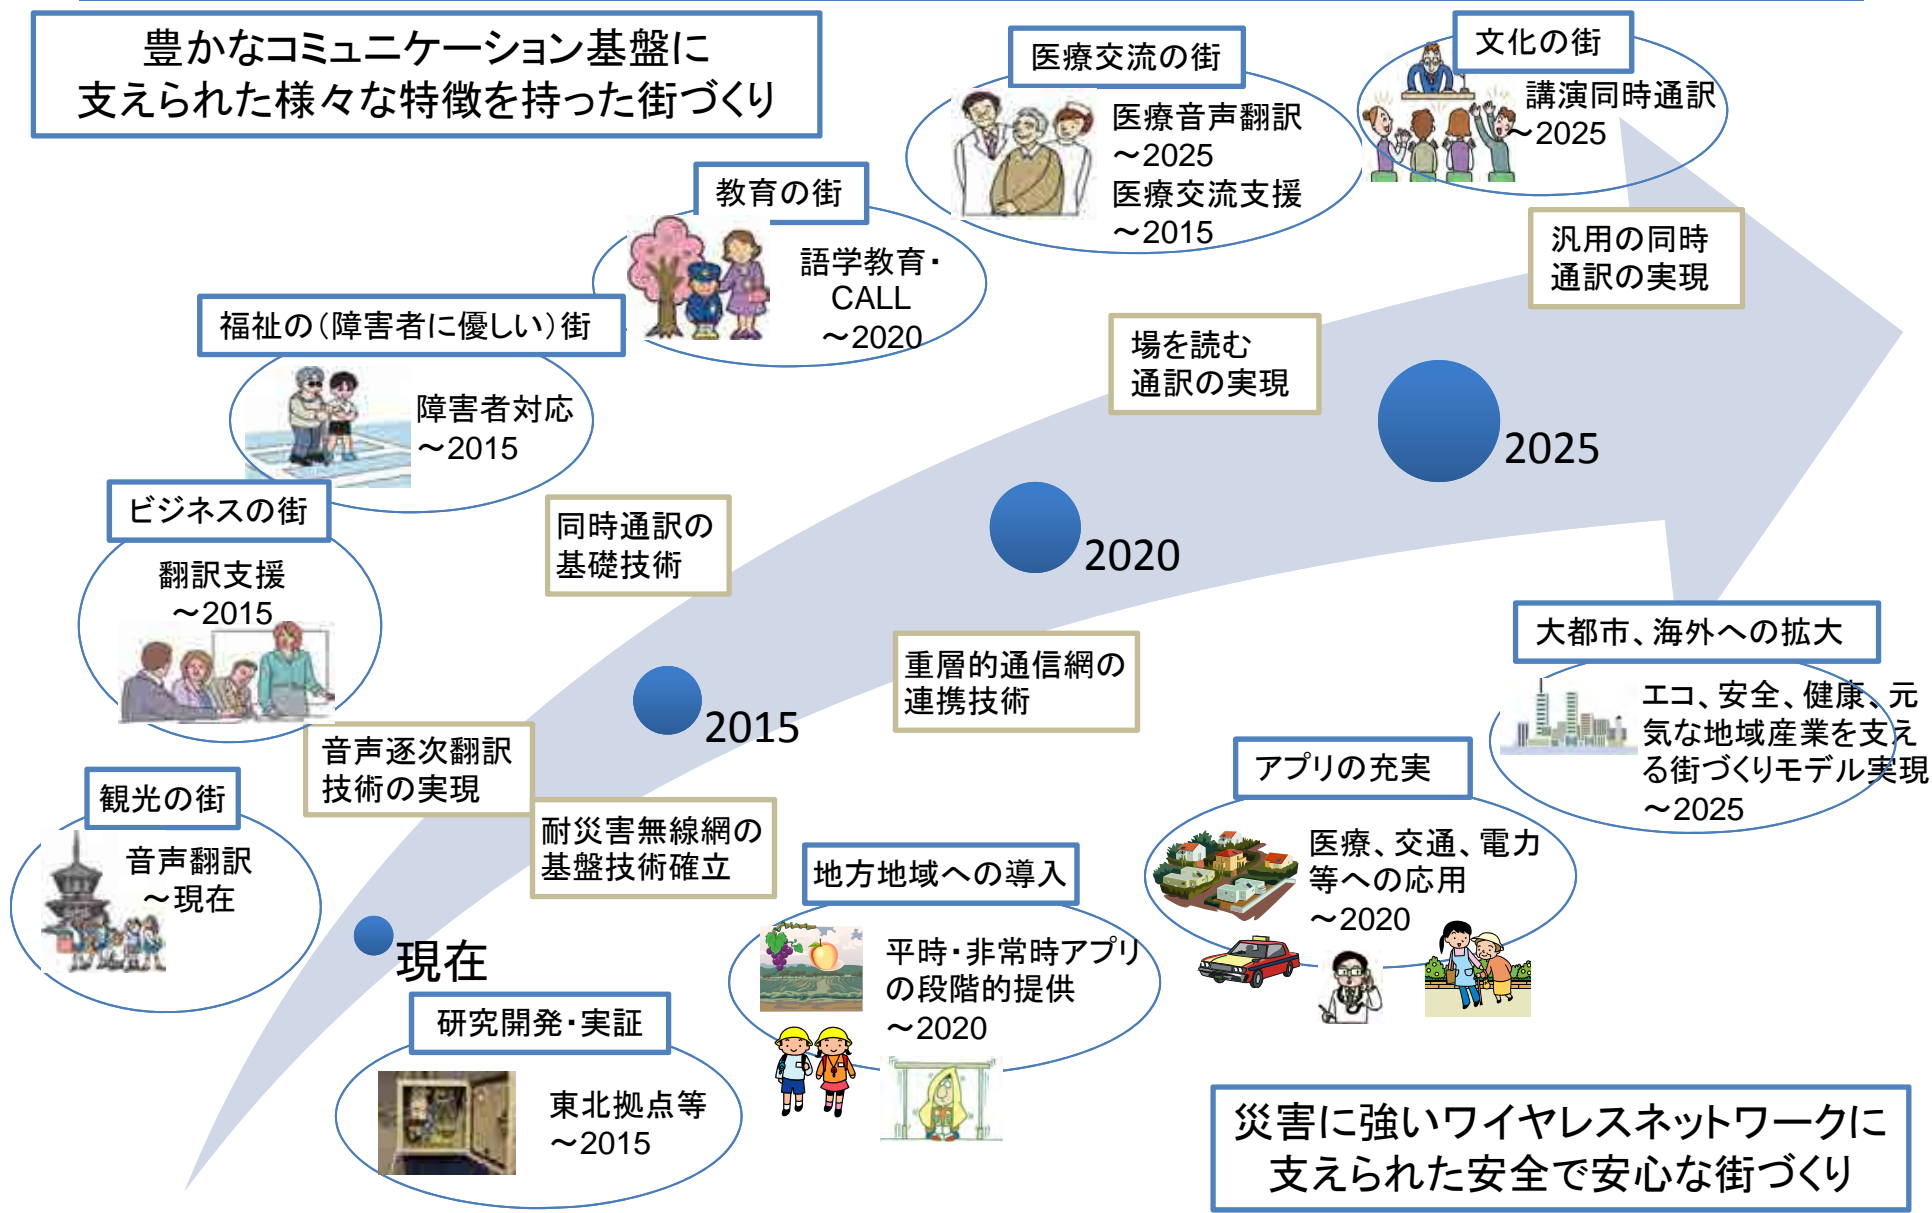 豊かなコミュニケーション基盤に
支えられた様々な特徴を持った街づくり
医療交流の街
医療音声翻訳
～2025
医療交流支援
～2015
文化の街
講演同時通訳
～2025
教育の街
語学教育・
CALL
～2020
汎用の同時
通訳の実現
福祉の（障害者に優しい）街
障害者対応
～2015
場を読む
通訳の実現
2025
ビジネスの街
翻訳支援
～2015
同時通訳の
基礎技術
2020
大都市、海外への拡大
エコ、安全、健康、元
気な地域産業を支え
る街づくりモデル実現
～2025
重層的通信網の
連携技術
2015
音声逐次翻訳
技術の実現
アプリの充実
医療、交通、電力
等への応用
～2020
観光の街
音声翻訳
～現在
耐災害無線網の
基盤技術確立
地方地域への導入
平時・非常時アプリ
の段階的提供
～2020
現在
研究開発・実証
東北拠点等
～2015
災害に強いワイヤレスネットワークに
支えられた安全で安心な街づくり